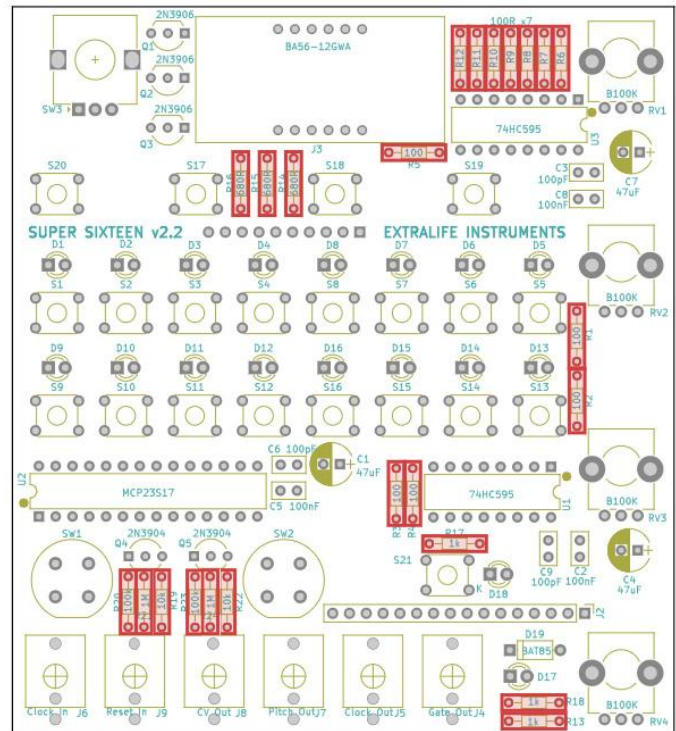 2N3906
100R x7
Q1
BA56-12GWA
R12 R11 R10 R9 R8 R7 R6
2N3906
Q2
B100K
SW3
2N3906
RV1
Q3
74HC595
U3
J3
100
R5
C3
100pF
C7
47uF
S20
S17
R16 680R
R15 680R
R14 680R
S18
S19
C8
100nF
SUPER SIXTEEN v2.2
EXTRALIFE INSTRUMENTS
D1 D2 D3 D4 D8 D7 D6 D5
S1 S2 S3 S4 S8 S7 S6 S5
B100K
RV2
100 R1
D9 D10 D11 D12 D16 D15 D14 D13
S9 S10 S11 S12 S16 S15 S14 S13
100 R2
C6 100pF
C1
47uF
U2
MCP23S17
C5 100nF
R3 100
R4 100
74HC595
U1
B100K
RV3
SW1
2N3904
Q4
2N3904
Q5
SW2
R17
1k
S21
K
D18
C9
100pF
C2
100nF
C4
47uF
R20 100k
1M
10k R19
R23 100k
1M
10k R22
J2
D19
BAT85
D17
B100K
Clock In J6
Reset In J9
CV Out J8
Pitch Out J7
Clock Out J5
Gate Out J4
1k R18
1k R13
RV4